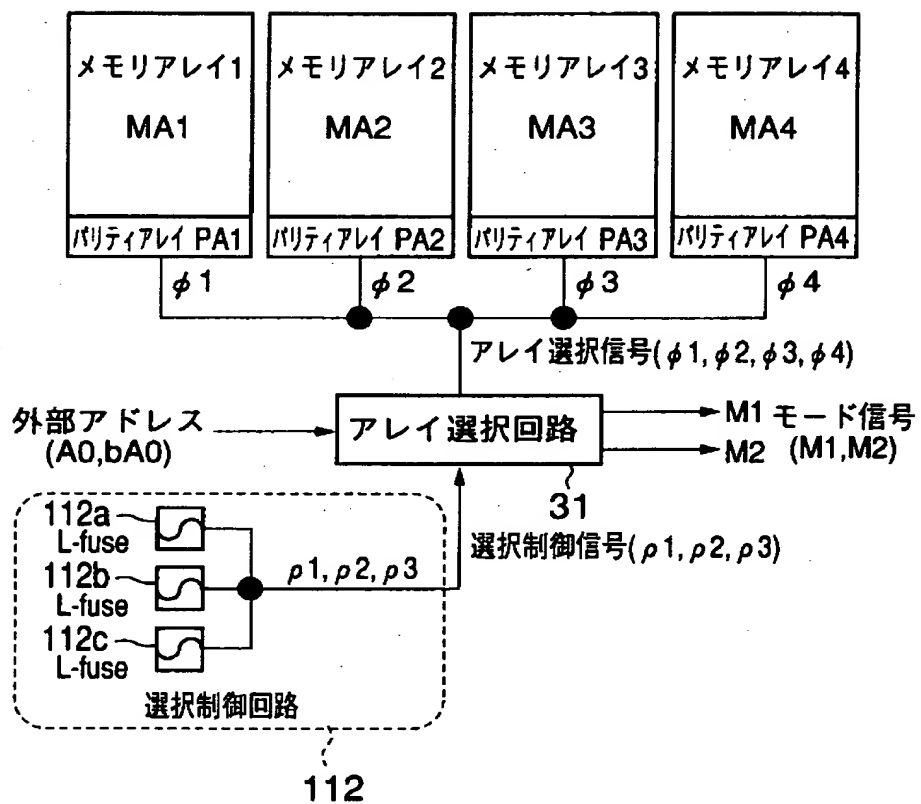 メモリアレイ1 メモリアレイ2 メモリアレイ3 メモリアレイ4
MA1 MA2 MA3 MA4
パリティアレイ PA1 パリティアレイ PA2 パリティアレイ PA3 パリティアレイ PA4
φ1 φ2 φ3 φ4
アレイ選択信号(φ1,φ2,φ3,φ4)
外部アドレス
(A0,bA0)
アレイ選択回路
M1 モード信号
M2 (M1,M2)
31
選択制御信号(ρ1,ρ2,ρ3)
112a
L-fuse
112b
L-fuse
112c
L-fuse
ρ1,ρ2,ρ3
選択制御回路
112